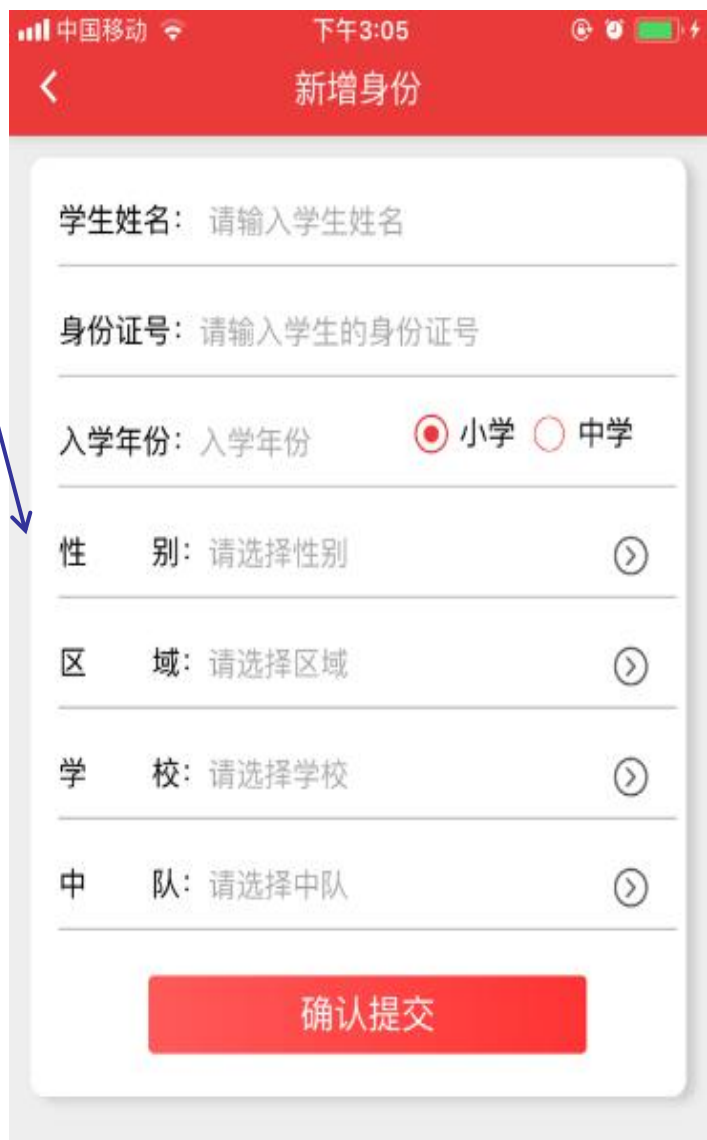 中国移动 下午3:05
新增身份
学生姓名： 请输入学生姓名
身份证号：请输入学生的身份证号
入学年份：入学年份 小学 中学
性 别：请选择性别
区 域：请选择区域
学 校：请选择学校
中 队：请选择中队
确认提交